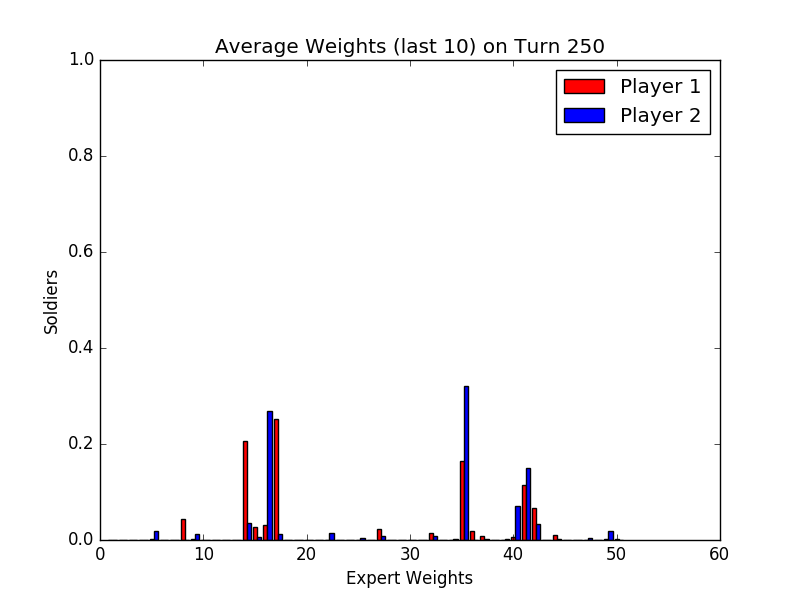 Average Weights (last 10) on Turn 250
1.0
0.8
0.6
0.4
0.2
0.0
Soldiers
Player 1
Player 2
0 10 20 30 40 50 60
Expert Weights